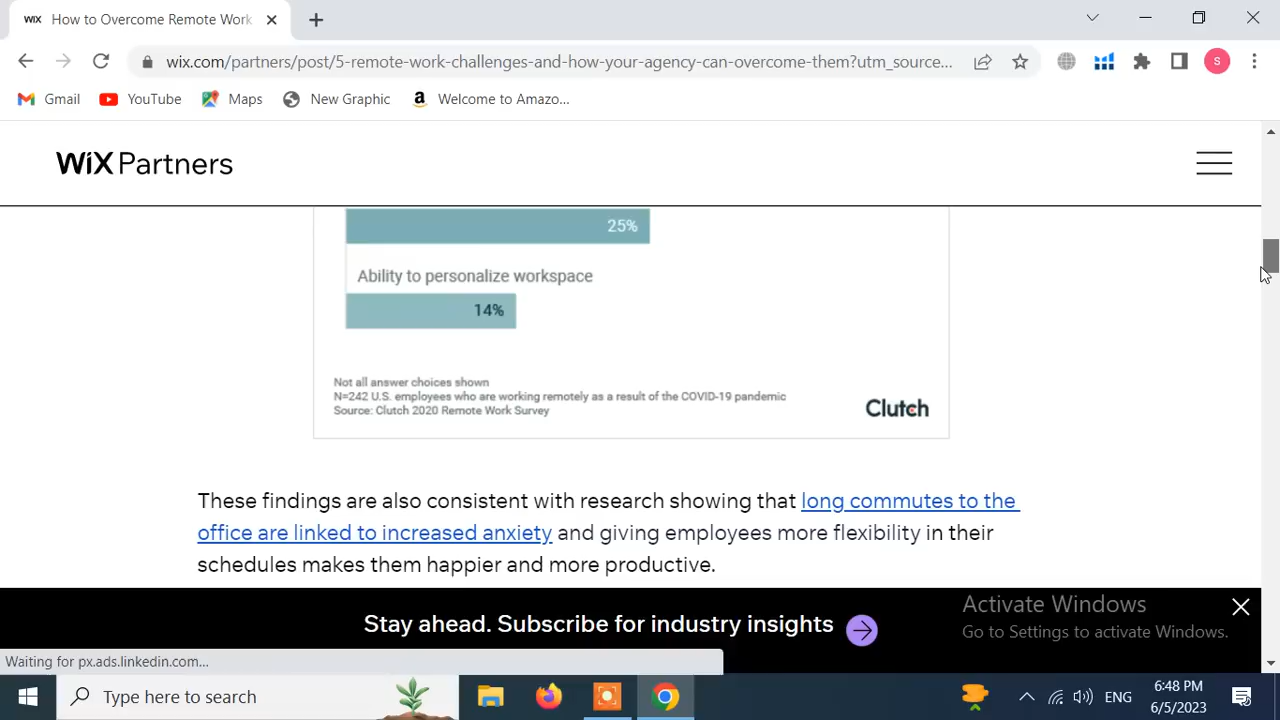 WiX How to Overcome Remote Work
wix.com/partners/post/5-remote-work-challenges-and-how-your-agency-can-overcome-them?utm_source...
S
Gmail YouTube Maps New Graphic a Welcome to Amazo...
WiX Partners
25%
Ability to personalize workspace
14%
Not all answer choices shown
N=242 U.S. employees who are working remotely as a result of the COVID-19 pandemic
Source: Clutch 2020 Remote Work Survey
Clutch
These findings are also consistent with research showing that long commutes to the
office are linked to increased anxiety and giving employees more flexibility in their
schedules makes them happier and more productive.
Stay ahead. Subscribe for industry insights
Activate Windows
Go to Settings to activate Windows.
Waiting for px.ads.linkedin.com...
Type here to search
ENG
6:48 PM
6/5/2023